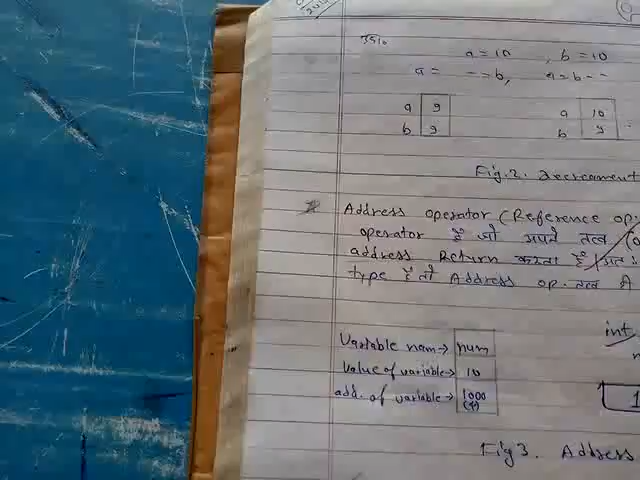 उदा०
a = 10 , b = 10
a = - - b, a = b - -
a 9 a 10
b 9 b 9
Fig. 2. Decreament
Address operator (Reference op.
operator है जो अपने तत्व
address Return करता है
type है तो Address op. तत्व
int
Variable nam→ num
Value of variable→ 10
add. of variable→ 1000
Fig 3. Address